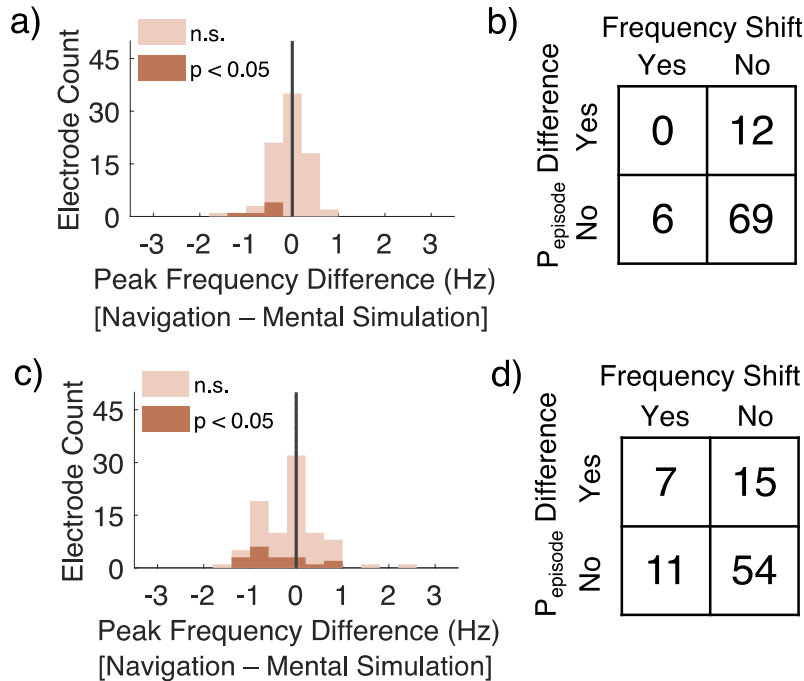 a)
n.s.
p < 0.05
45
30
15
0
Electrode Count
-3 -2 -1 0 1 2 3
Peak Frequency Difference (Hz)
[Navigation – Mental Simulation]
b)
Frequency Shift
Yes No
P_episode Difference
Yes
No
0 12
6 69
c)
n.s.
p < 0.05
45
30
15
0
Electrode Count
-3 -2 -1 0 1 2 3
Peak Frequency Difference (Hz)
[Navigation – Mental Simulation]
d)
Frequency Shift
Yes No
P_episode Difference
Yes
No
7 15
11 54